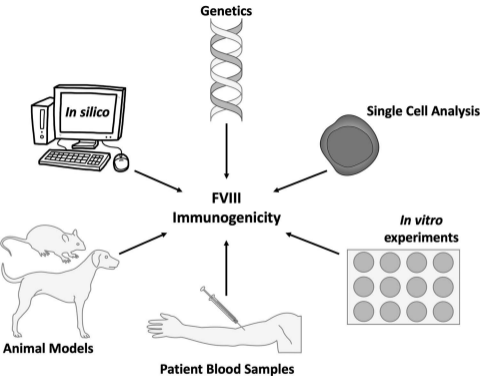 Genetics
In silico
Single Cell Analysis
FVIII
Immunogenicity
In vitro
experiments
Animal Models
Patient Blood Samples